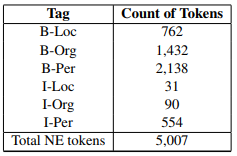 Tag Count of Tokens
B-Loc 762
B-Org 1,432
B-Per 2,138
I-Loc 31
I-Org 90
I-Per 554
Total NE tokens 5,007